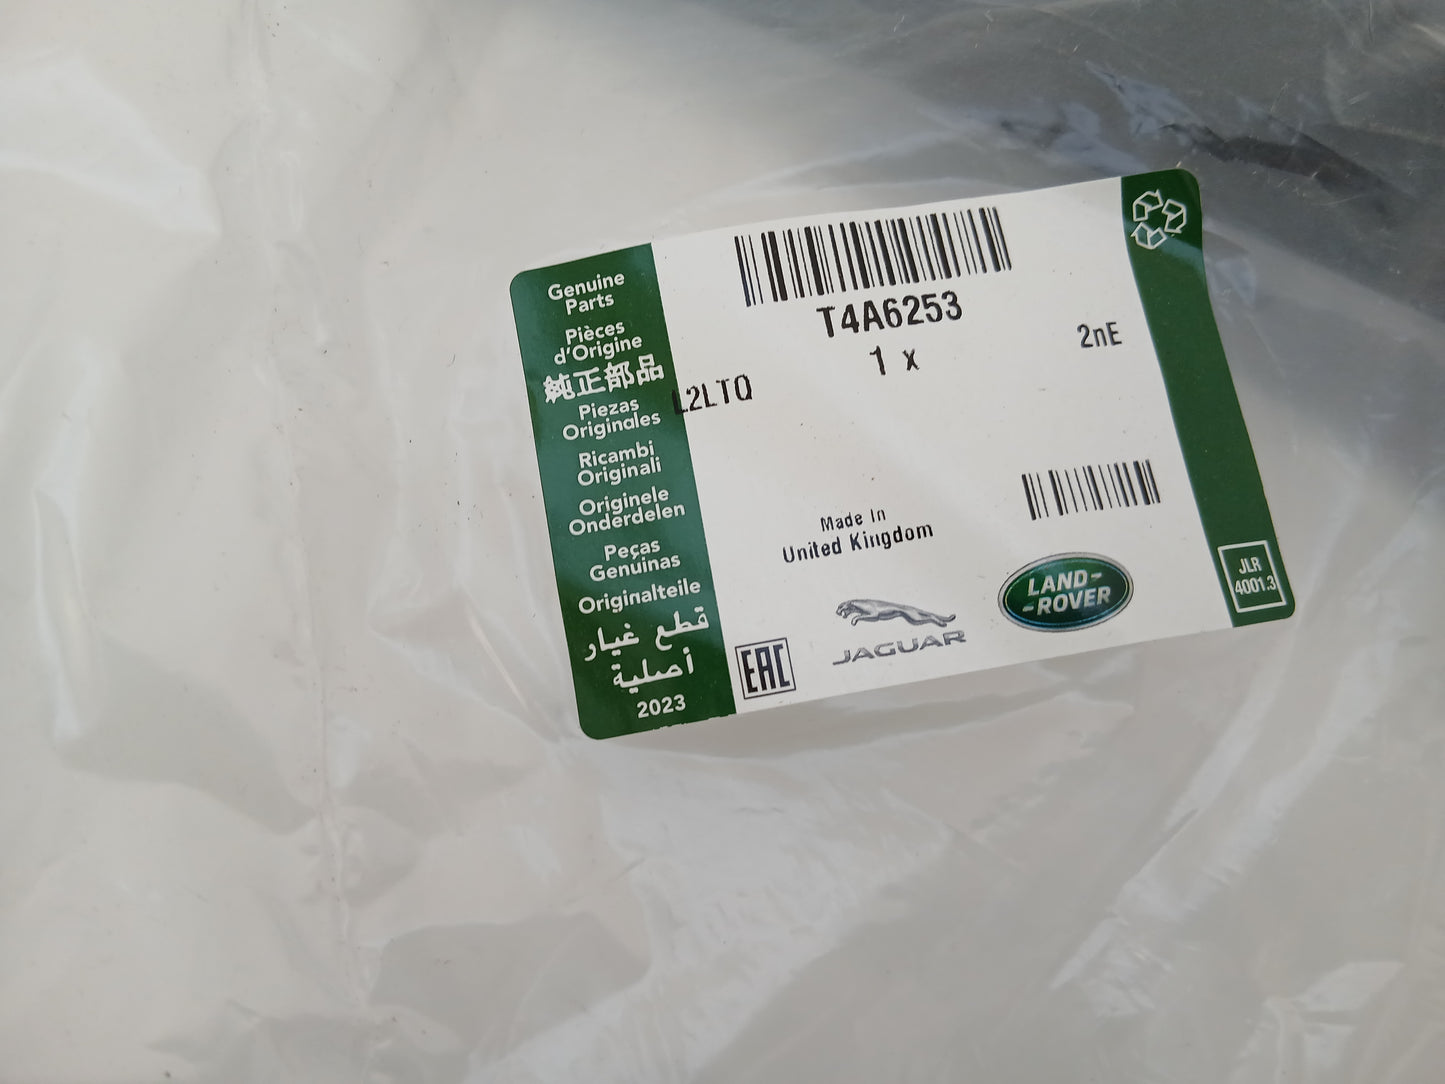 Genuine
Parts
Pièces
d'Origine
純正部品
Piezas
Originales
Ricambi
Originali
Originele
Onderdelen
Peças
Genuinas
Originalteile
قطع غيار
أصلية
2023
T4A6253
1 x
2nE
L2LTQ
Made In
United Kingdom
EAC
JAGUAR
LAND-
-ROVER
JLR
4001.3